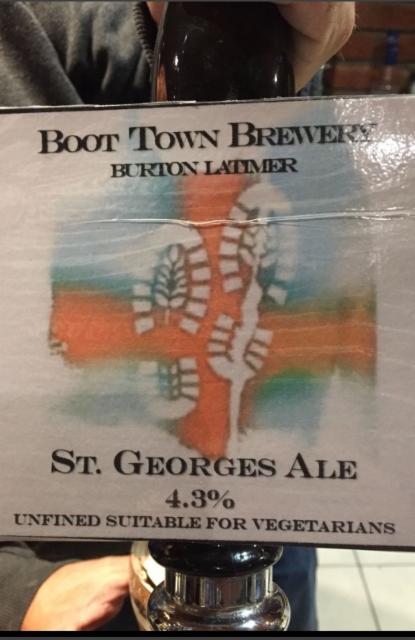 BOOT TOWN BREWERY
BURTON LATIMER
ST. GEORGES ALE
4.3%
UNFINED SUITABLE FOR VEGETARIANS